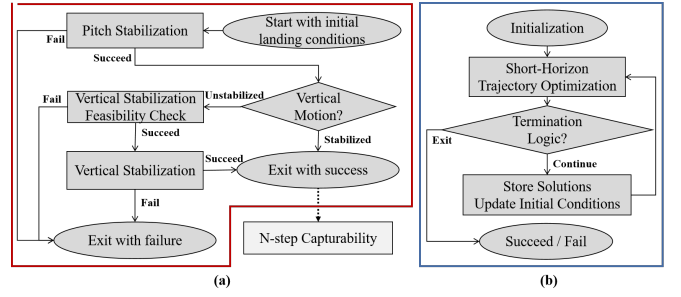 Start with initial
landing conditions
Pitch Stabilization
Fail
Succeed
Vertical
Motion?
Unstabilized
Stabilized
Vertical Stabilization
Feasibility Check
Fail
Succeed
Vertical Stabilization
Succeed
Fail
Exit with success
Exit with failure
N-step Capturability
(a)
Initialization
Short-Horizon
Trajectory Optimization
Termination
Logic?
Exit
Continue
Store Solutions
Update Initial Conditions
Succeed / Fail
(b)